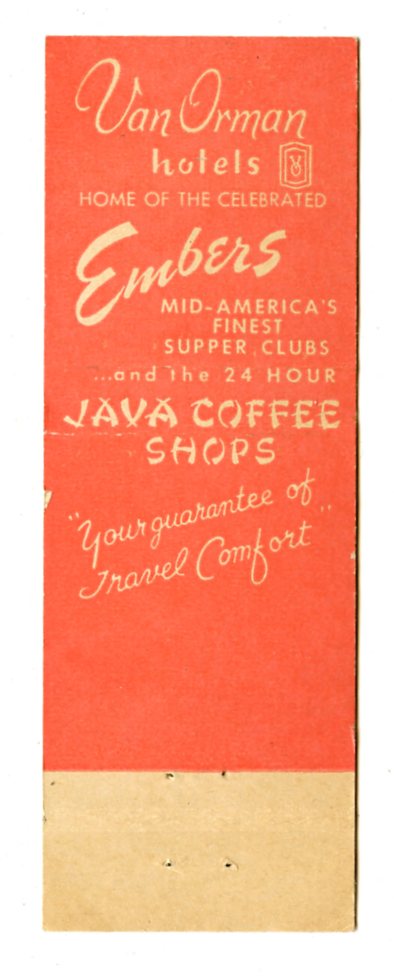 Van Orman
hotels VO
HOME OF THE CELEBRATED
Embers
MID-AMERICA'S
FINEST
SUPPER CLUBS
...and the 24 HOUR
JAVA COFFEE
SHOPS
"Your guarantee of
Travel Comfort"